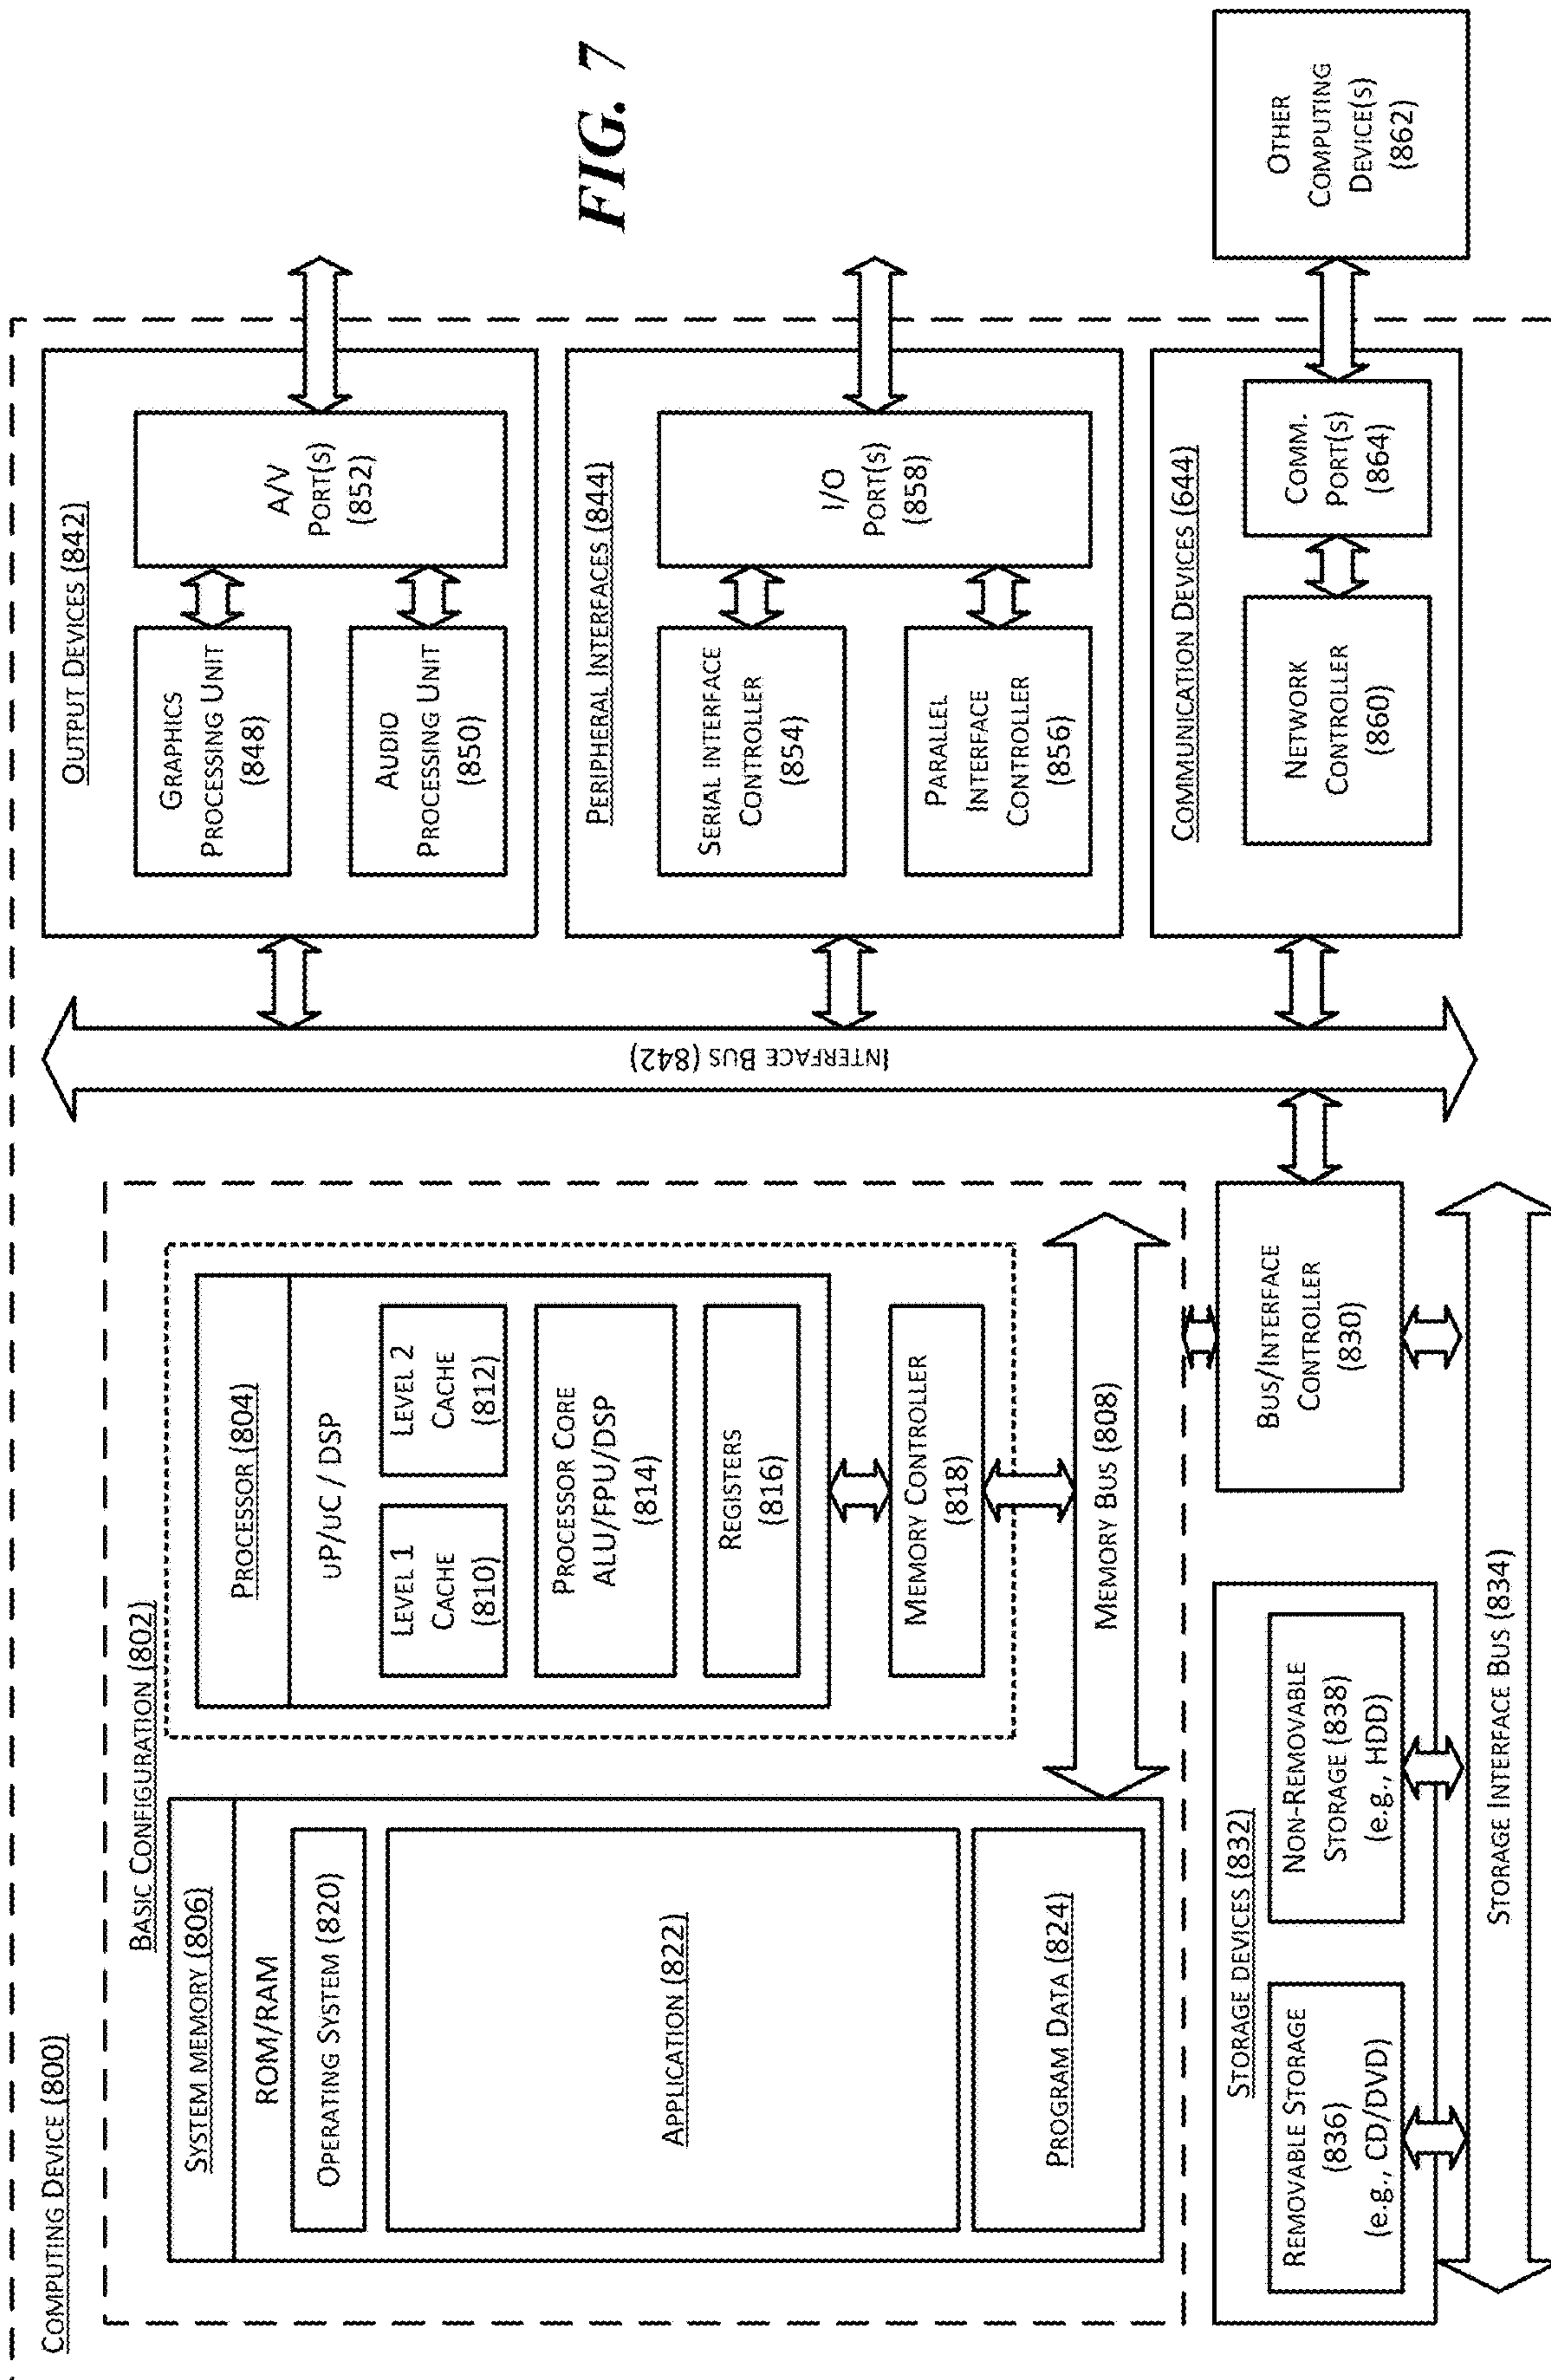 COMPUTING DEVICE (800)
BASIC CONFIGURATION (802)
SYSTEM MEMORY (806)
ROM/RAM
OPERATING SYSTEM (820)
APPLICATION (822)
PROGRAM DATA (824)
PROCESSOR (804)
UP/UC / DSP
LEVEL 1
CACHE
(810)
LEVEL 2
CACHE
(812)
PROCESSOR CORE
ALU/FPU/DSP
(814)
REGISTERS
(816)
MEMORY CONTROLLER
(818)
MEMORY BUS (808)
BUS/INTERFACE
CONTROLLER
(830)
STORAGE DEVICES (832)
REMOVABLE STORAGE
(836)
(e.g., CD/DVD)
NON-REMOVABLE
STORAGE (838)
(e.g., HDD)
STORAGE INTERFACE BUS (834)
INTERFACE BUS (842)
OUTPUT DEVICES (842)
GRAPHICS
PROCESSING UNIT
(848)
AUDIO
PROCESSING UNIT
(850)
A/V
PORT(S)
(852)
PERIPHERAL INTERFACES (844)
SERIAL INTERFACE
CONTROLLER
(854)
PARALLEL
INTERFACE
CONTROLLER
(856)
I/O
PORT(S)
(858)
COMMUNICATION DEVICES (644)
NETWORK
CONTROLLER
(860)
COMM.
PORT(S)
(864)
OTHER
COMPUTING
DEVICE(S)
(862)
FIG. 7